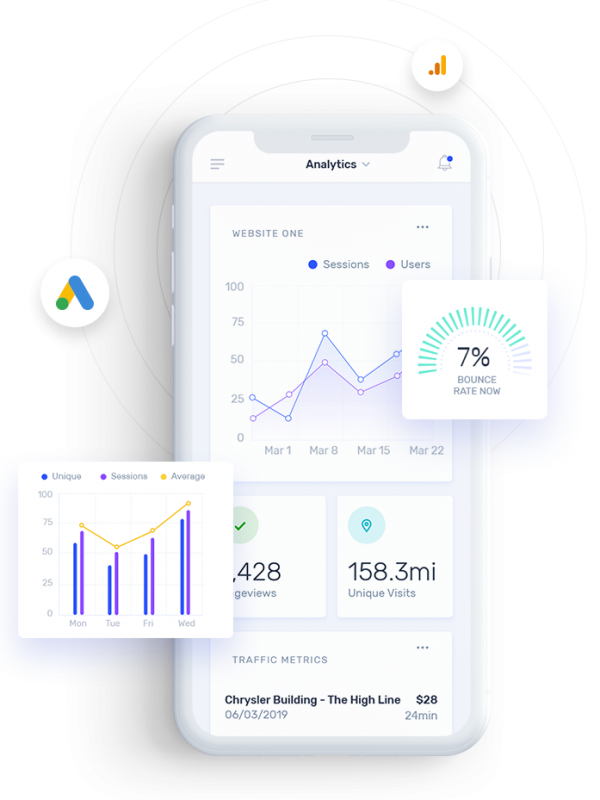 Analytics
WEBSITE ONE
Sessions Users
100
75
50
25
0
Mar 1 Mar 8 Mar 15 Mar 22
7%
BOUNCE
RATE NOW
Unique Sessions Average
100
75
50
25
0
Mon Tue Fri Wed
,428
geviews
158.3mi
Unique Visits
TRAFFIC METRICS
Chrysler Building - The High Line $28
06/03/2019 24min